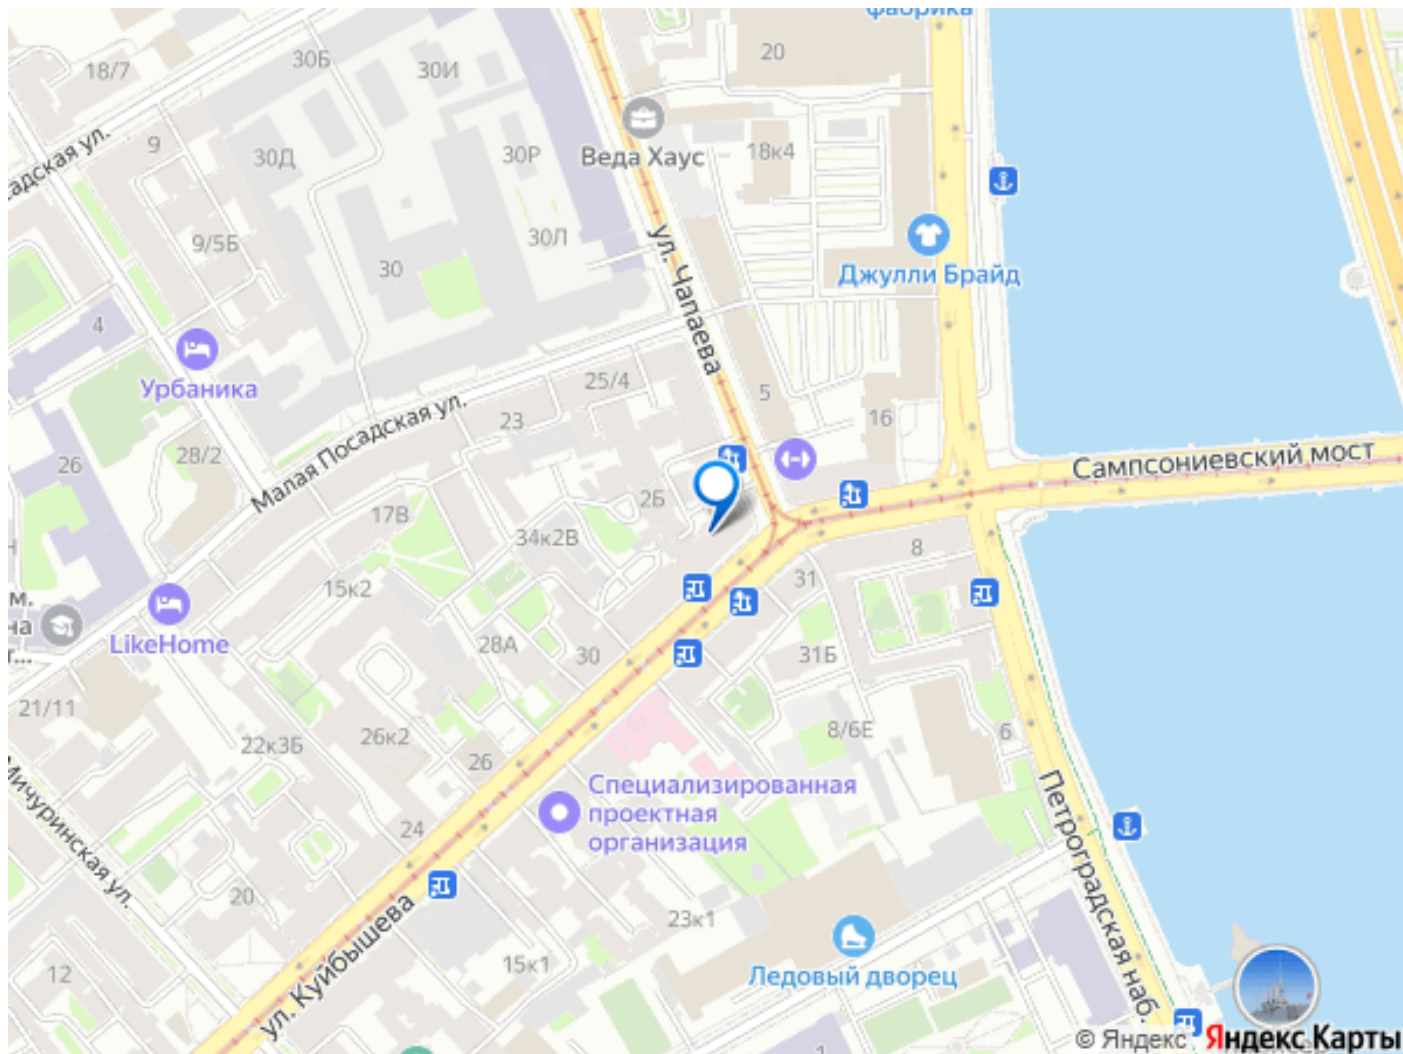 фабрика
20
18/7
30Б
30И
9
30Д
30Р
Веда Хаус
18к4
адская ул.
9/5Б
30Л
ул. Чапаева
30
Джулли Брайд
4
Урбаника
25/4
5
23
16
Малая Посадская ул.
28/2
26
Сампсониевский мост
2Б
17В
34к2В
8
Н
15к2
31
м.
на
т...
LikeHome
28А
30
31Б
21/11
22к3Б
26к2
26
8/6Е
6
Мичуринская ул.
Специализированная
проектная
организация
Петроградская наб.
24
20
23к1
ул. Куйбышева
15к1
Ледовый дворец
12
1
© Яндекс
Яндекс Карты